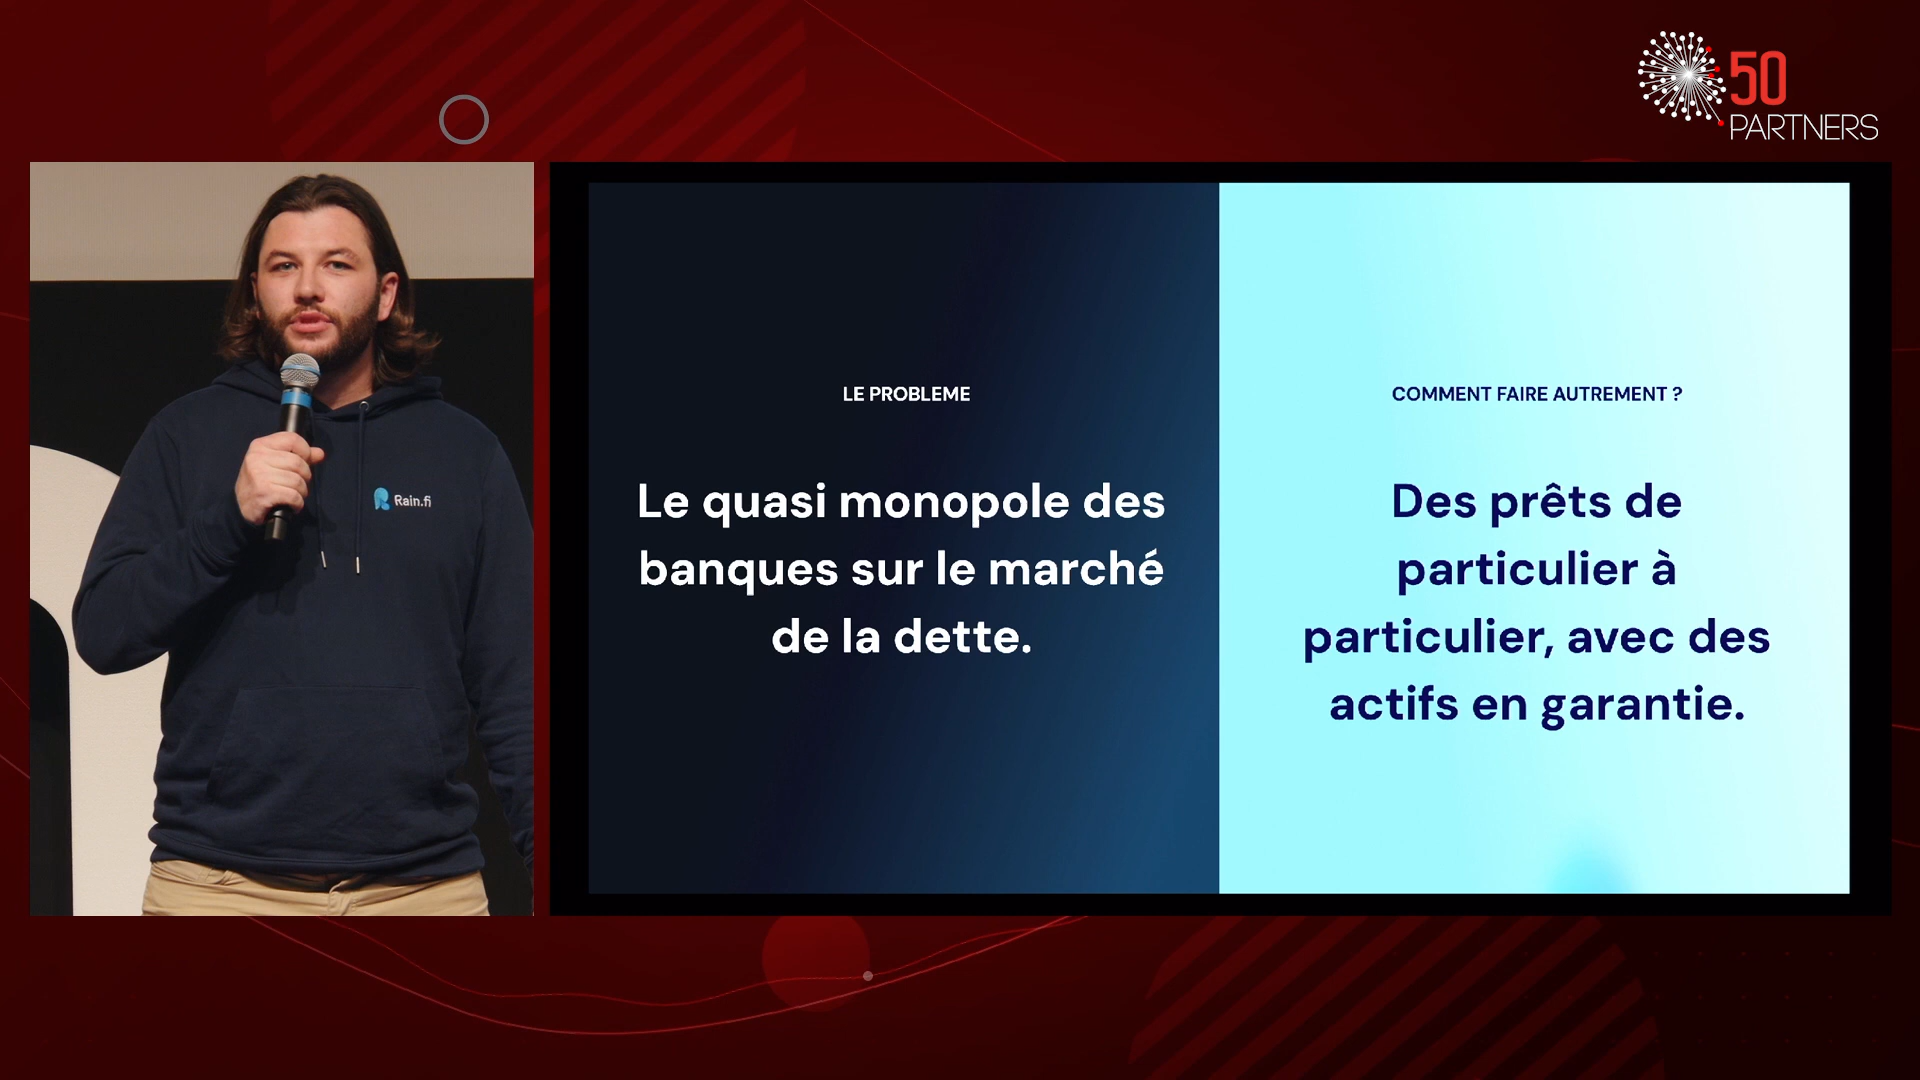 50
PARTNERS
Rain.fi
LE PROBLEME
Le quasi monopole des
banques sur le marché
de la dette.
COMMENT FAIRE AUTREMENT ?
Des prêts de
particulier à
particulier, avec des
actifs en garantie.